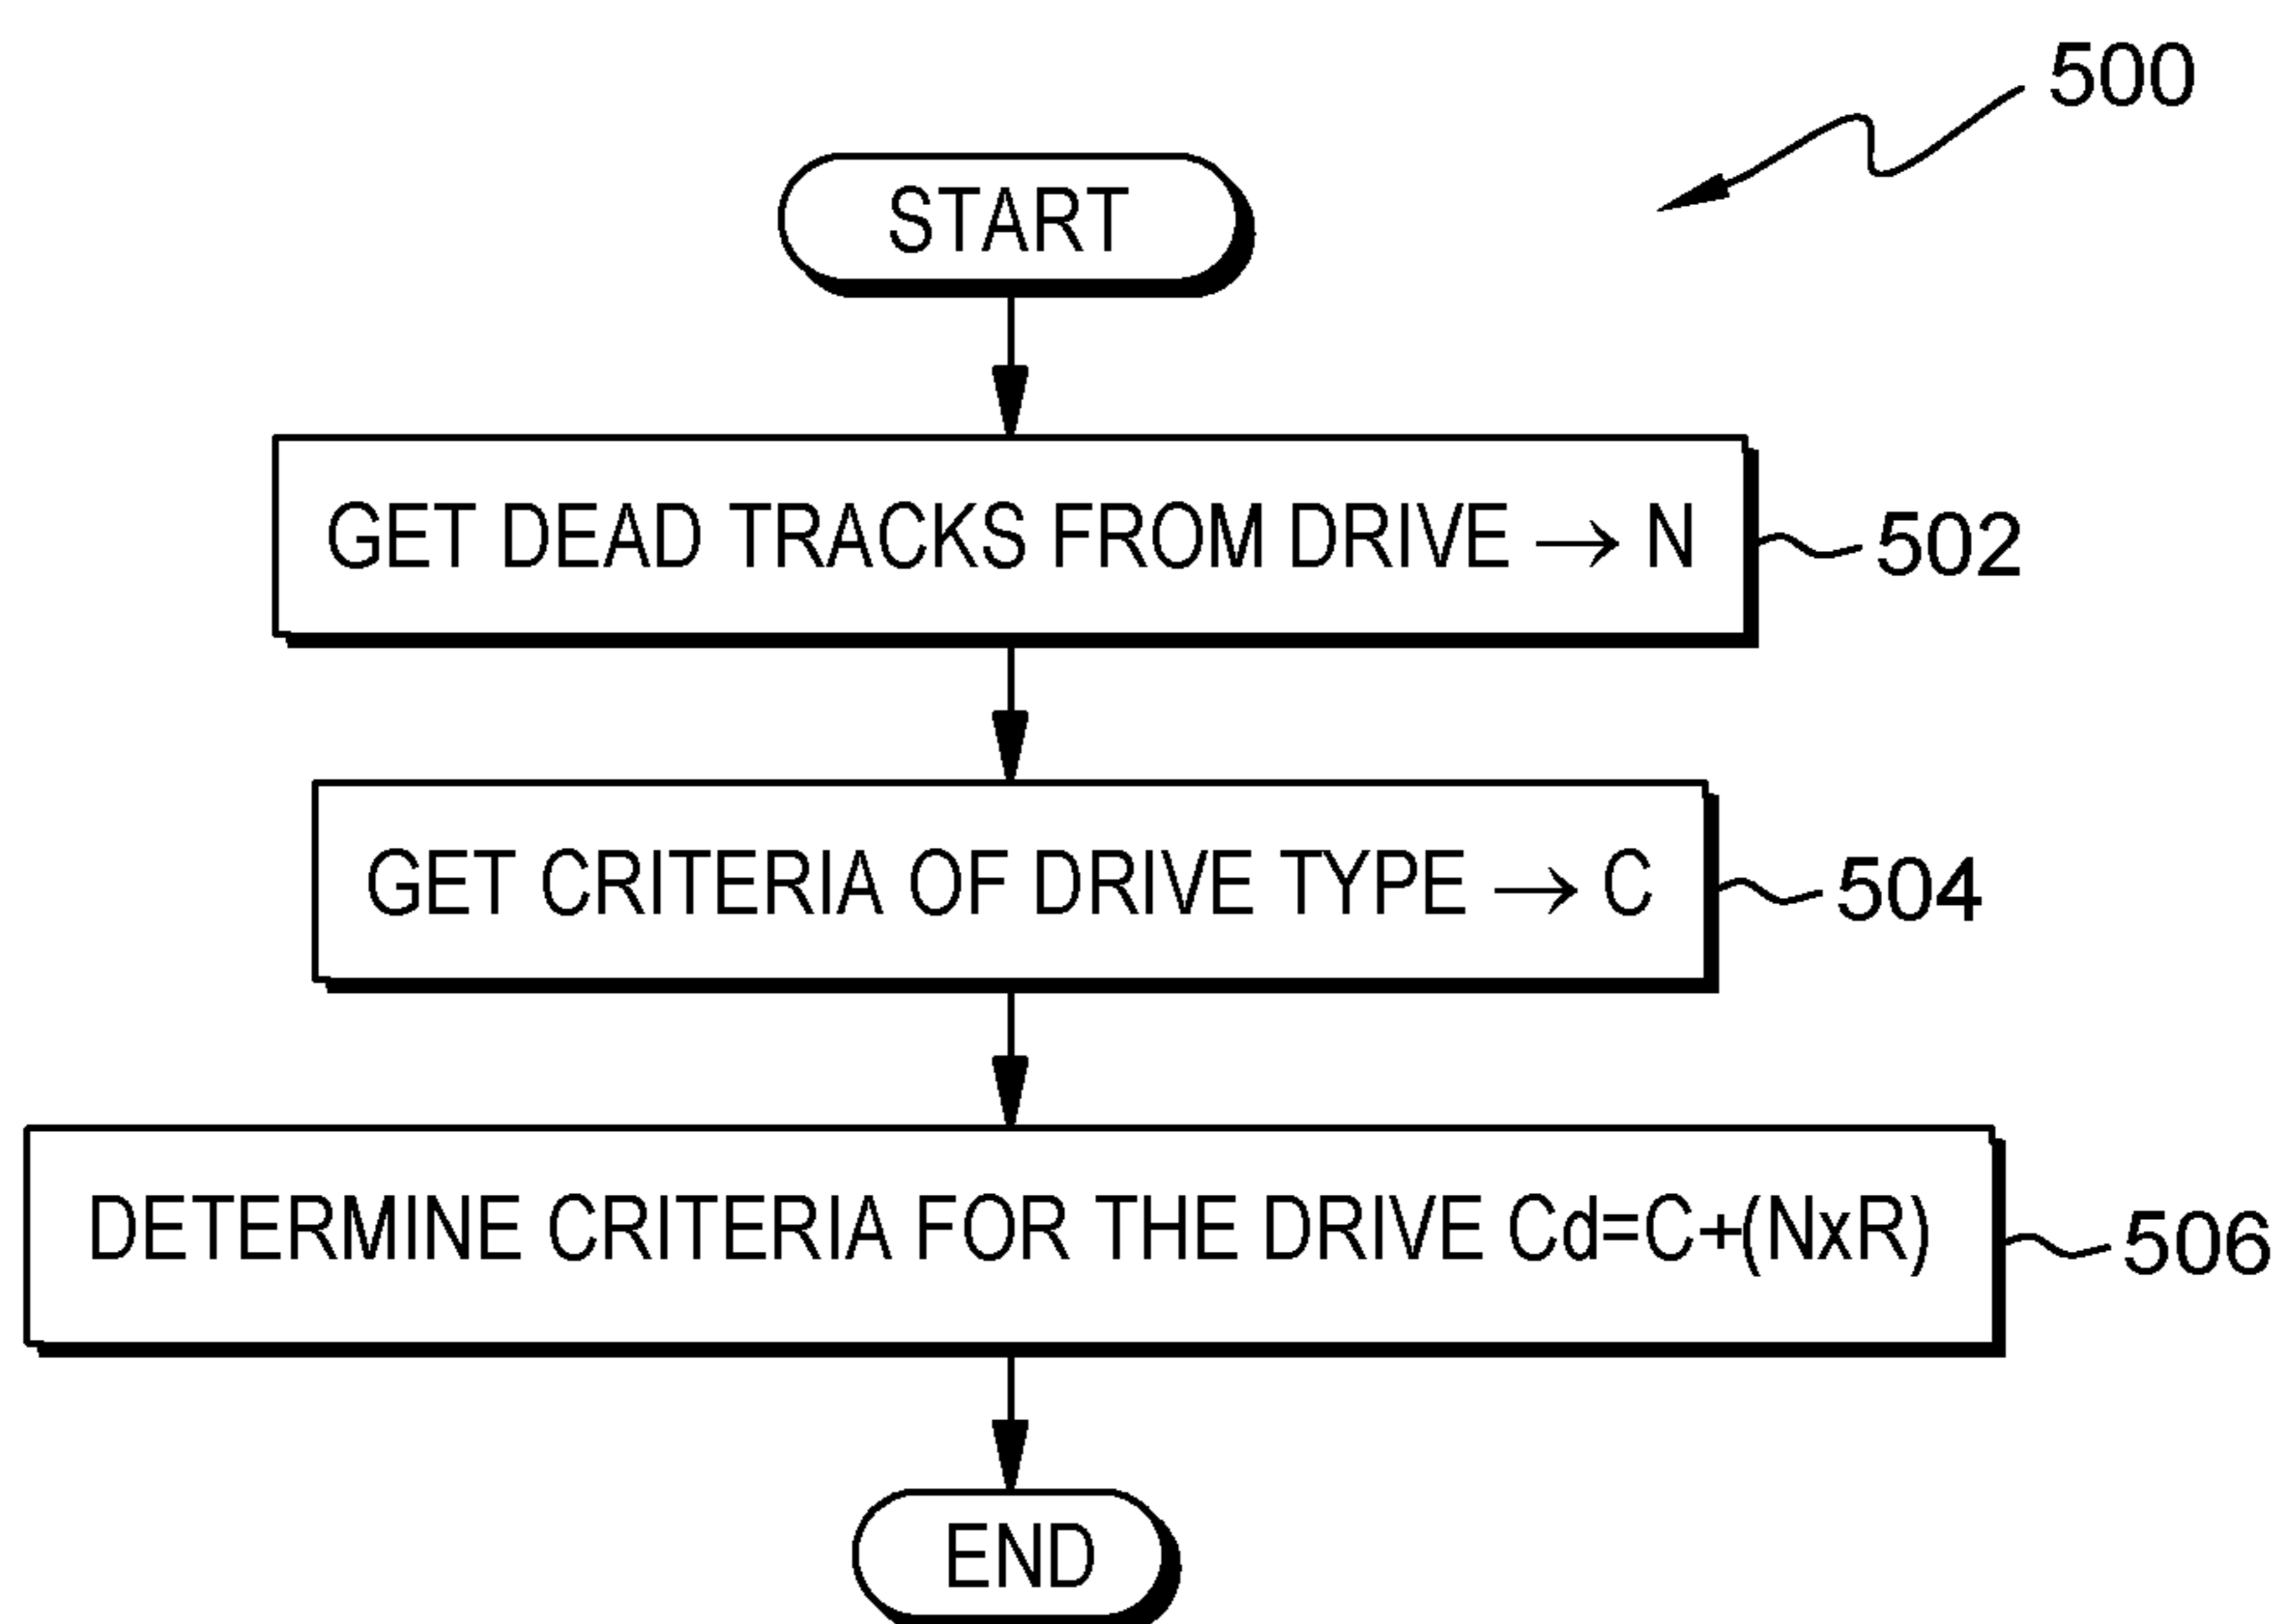 500
START
GET DEAD TRACKS FROM DRIVE → N
502
GET CRITERIA OF DRIVE TYPE → C
504
DETERMINE CRITERIA FOR THE DRIVE Cd=C+(NxR)
506
END